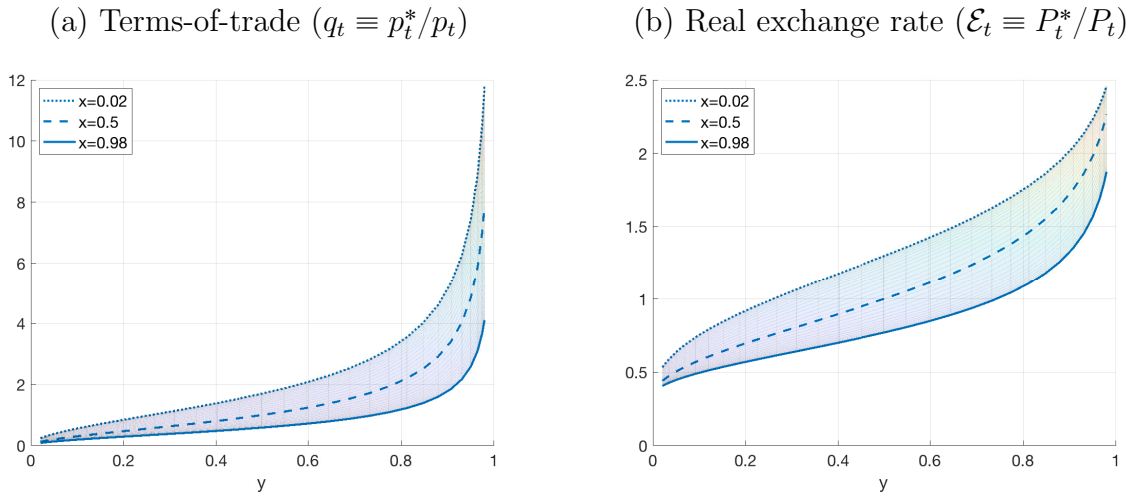 (a) Terms-of-trade (q_t ≡ p_t^*/p_t)
12
10
8
6
4
2
0
0
0.2
0.4
0.6
0.8
1
y
x=0.02
x=0.5
x=0.98
(b) Real exchange rate (ℰ_t ≡ P_t^*/P_t)
2.5
2
1.5
1
0.5
0
0
0.2
0.4
0.6
0.8
1
y
x=0.02
x=0.5
x=0.98